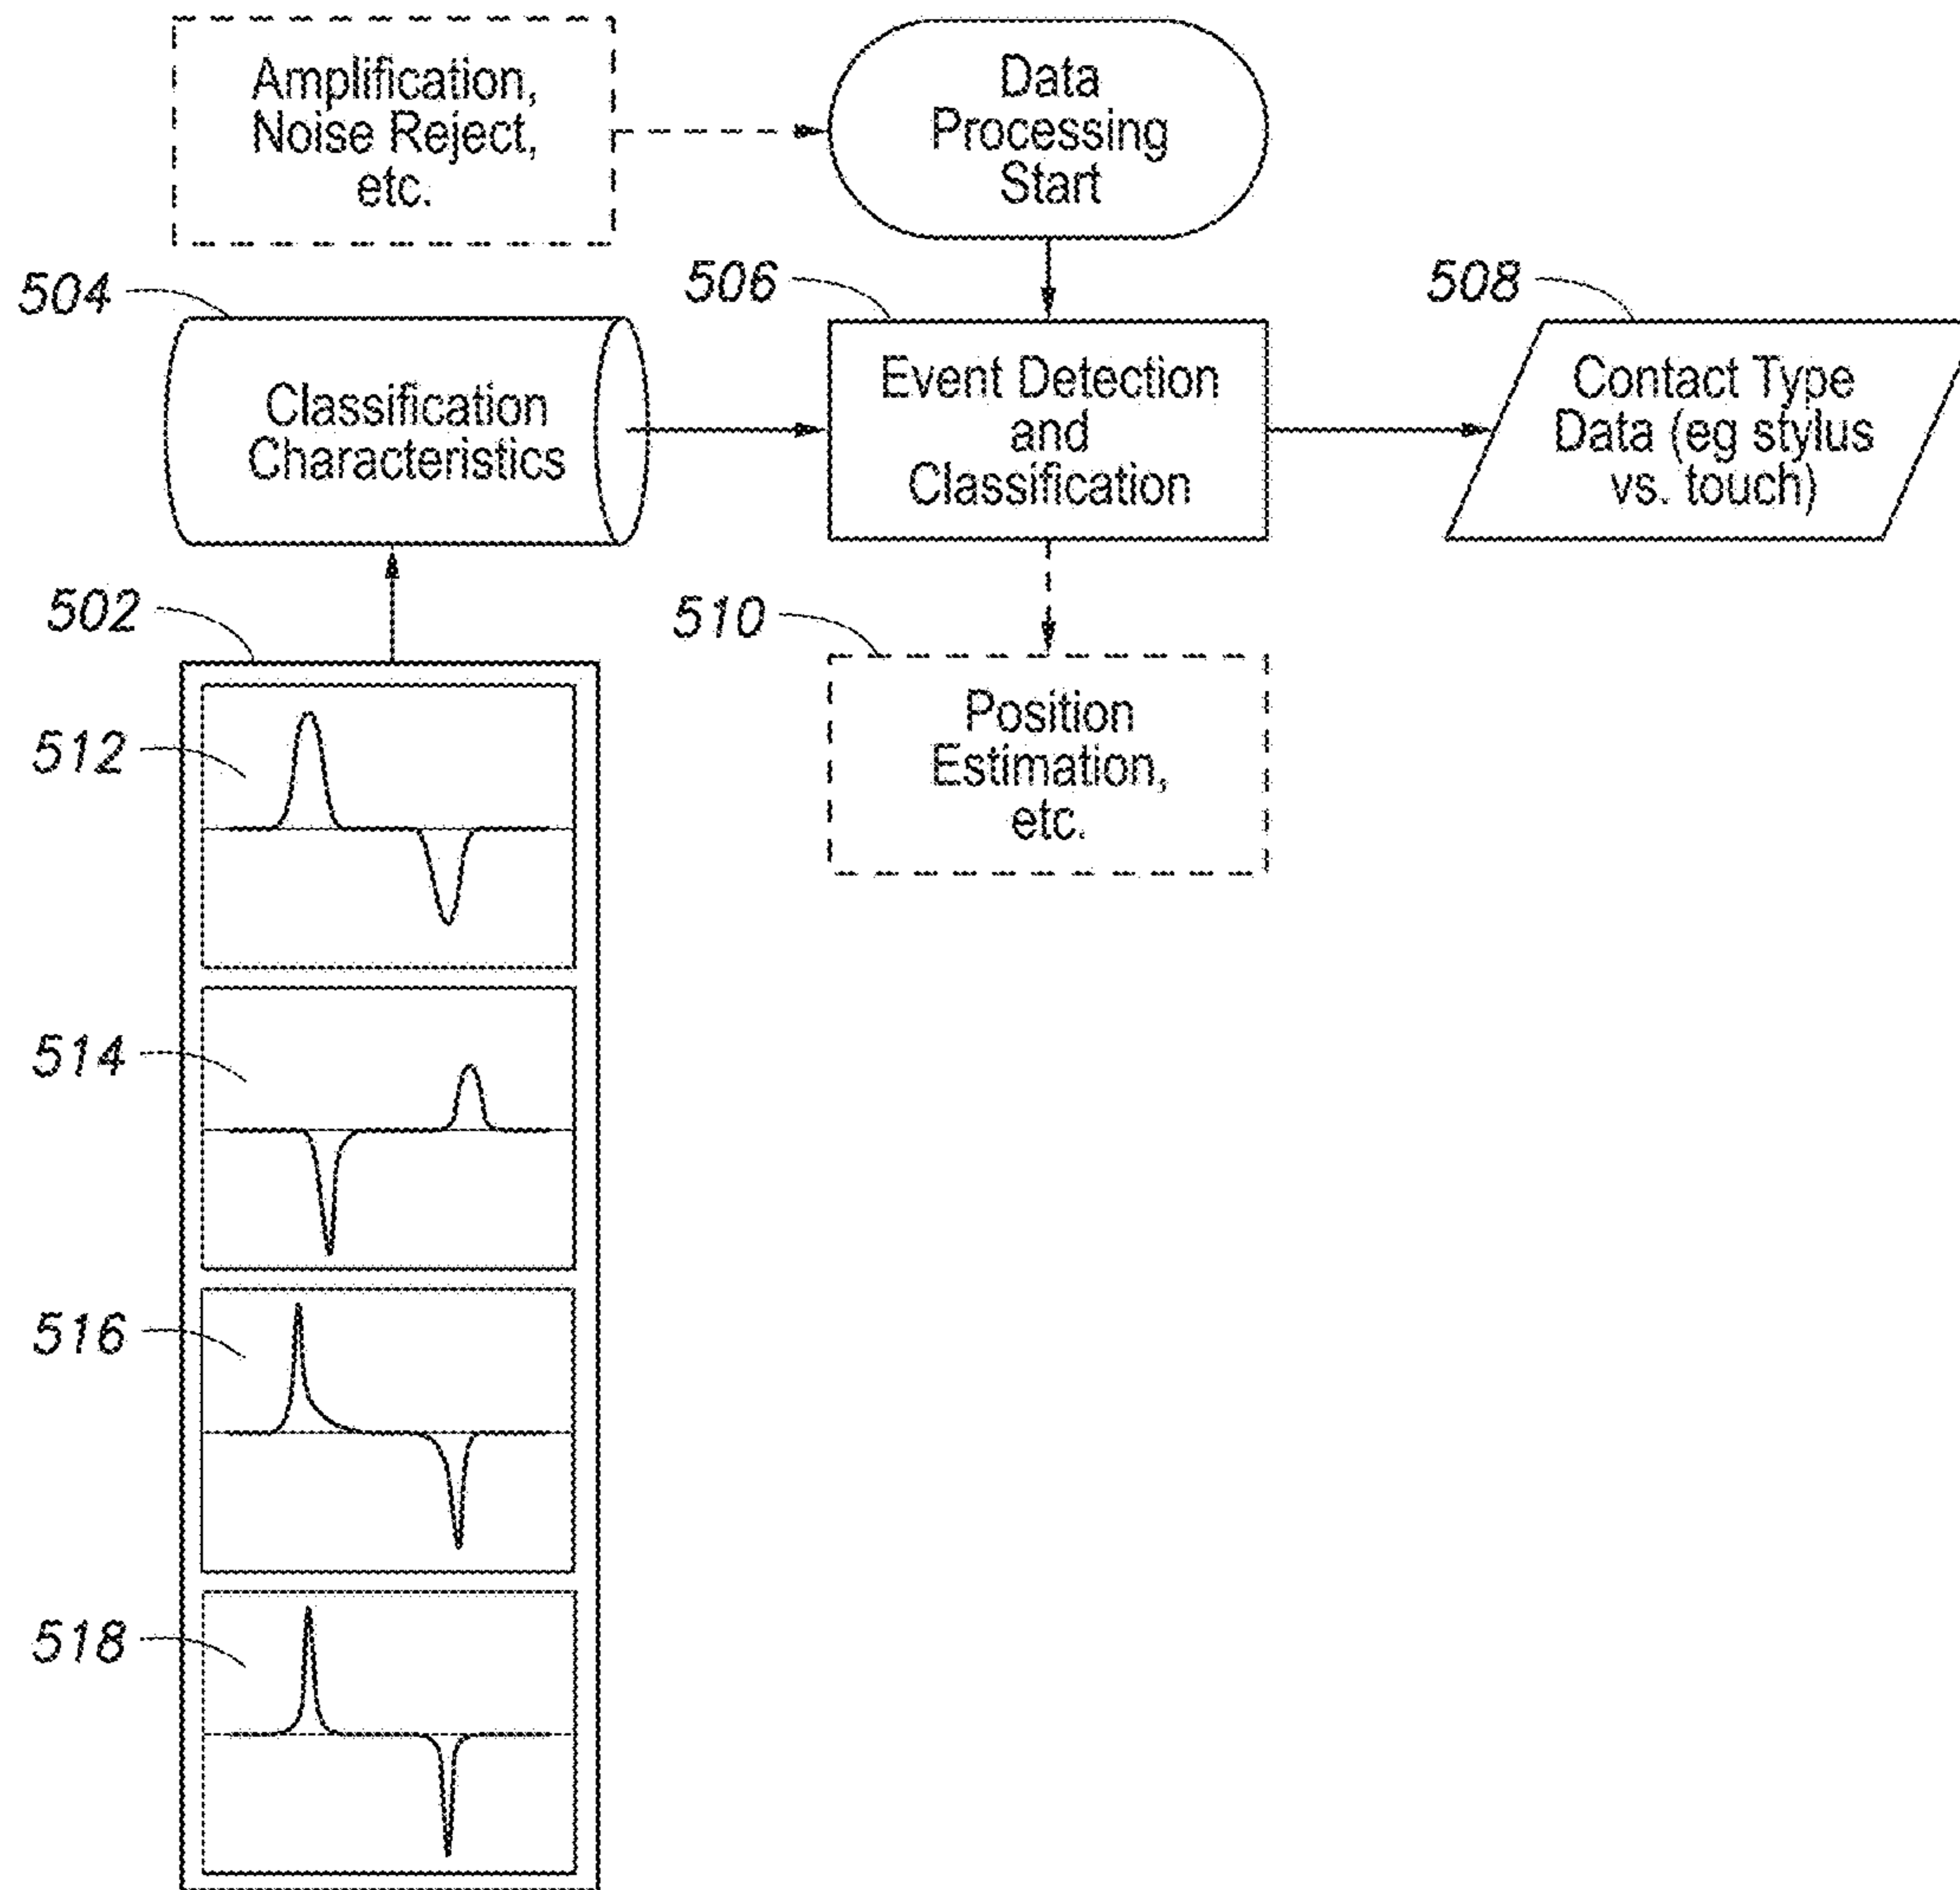 Amplification,
Noise Reject,
etc.
Data
Processing
Start
504
506
508
Classification
Characteristics
Event Detection
and
Classification
Contact Type
Data (eg stylus
vs. touch)
502
510
Position
Estimation,
etc.
512
514
516
518